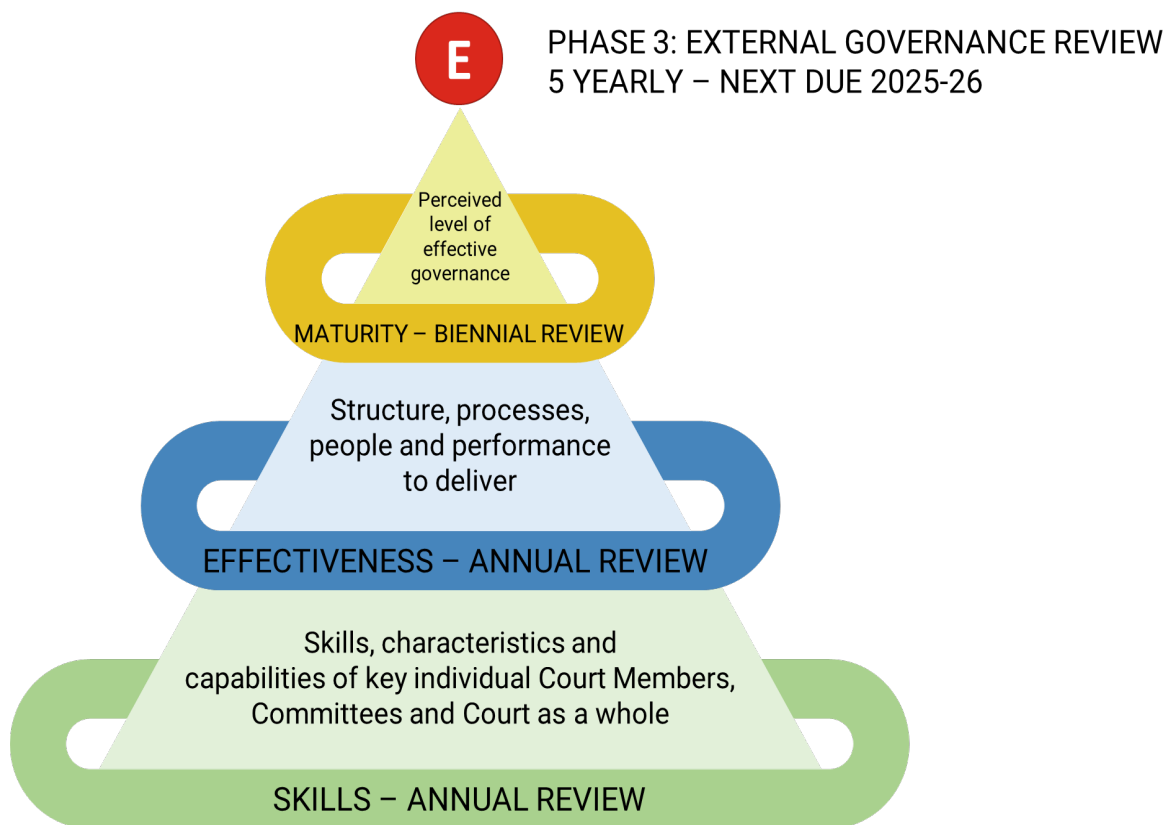 E
PHASE 3: EXTERNAL GOVERNANCE REVIEW
5 YEARLY – NEXT DUE 2025-26
Perceived
level of
effective
governance
MATURITY – BIENNIAL REVIEW
Structure, processes,
people and performance
to deliver
EFFECTIVENESS – ANNUAL REVIEW
Skills, characteristics and
capabilities of key individual Court Members,
Committees and Court as a whole
SKILLS – ANNUAL REVIEW